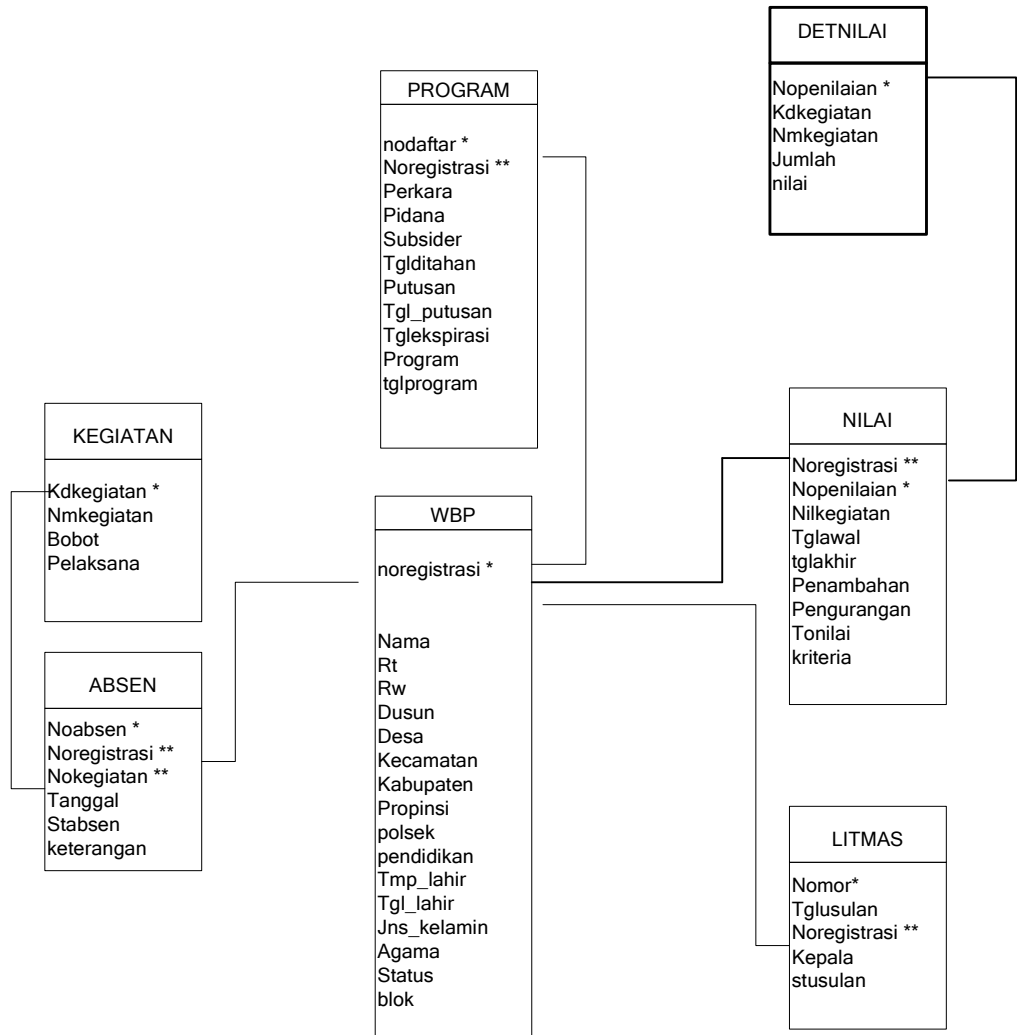 DETNILAI
Nopenilaian *
Kdkegiatan
Nmkegiatan
Jumlah
nilai
PROGRAM
nodaftar *
Noregistrasi **
Perkara
Pidana
Subsider
Tglditahan
Putusan
Tgl_putusan
Tglekspirasi
Program
tglprogram
KEGIATAN
Kdkegiatan *
Nmkegiatan
Bobot
Pelaksana
NILAI
Noregistrasi **
Nopenilaian *
Nilkegiatan
Tglawal
tglakhir
Penambahan
Pengurangan
Tonilai
kriteria
WBP
noregistrasi *
Nama
Rt
Rw
Dusun
Desa
Kecamatan
Kabupaten
Propinsi
polsek
pendidikan
Tmp_lahir
Tgl_lahir
Jns_kelamin
Agama
Status
blok
ABSEN
Noabsen *
Noregistrasi **
Nokegiatan **
Tanggal
Stabsen
keterangan
LITMAS
Nomor*
Tglusulan
Noregistrasi **
Kepala
stusulan